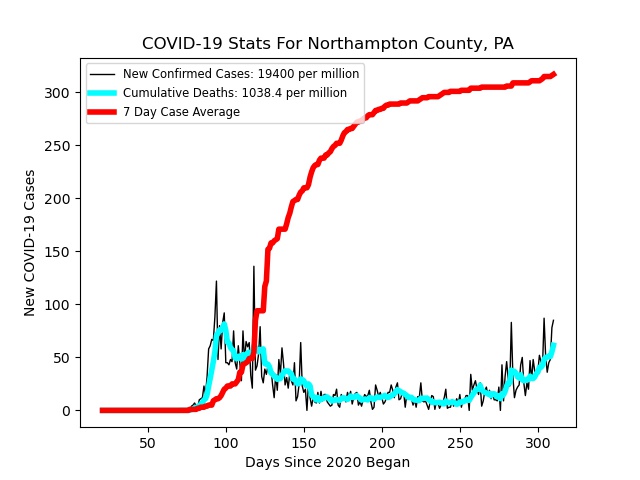 COVID-19 Stats For Northampton County, PA
New Confirmed Cases: 19400 per million
Cumulative Deaths: 1038.4 per million
7 Day Case Average
New COVID-19 Cases
300
250
200
150
100
50
0
50 100 150 200 250 300
Days Since 2020 Began